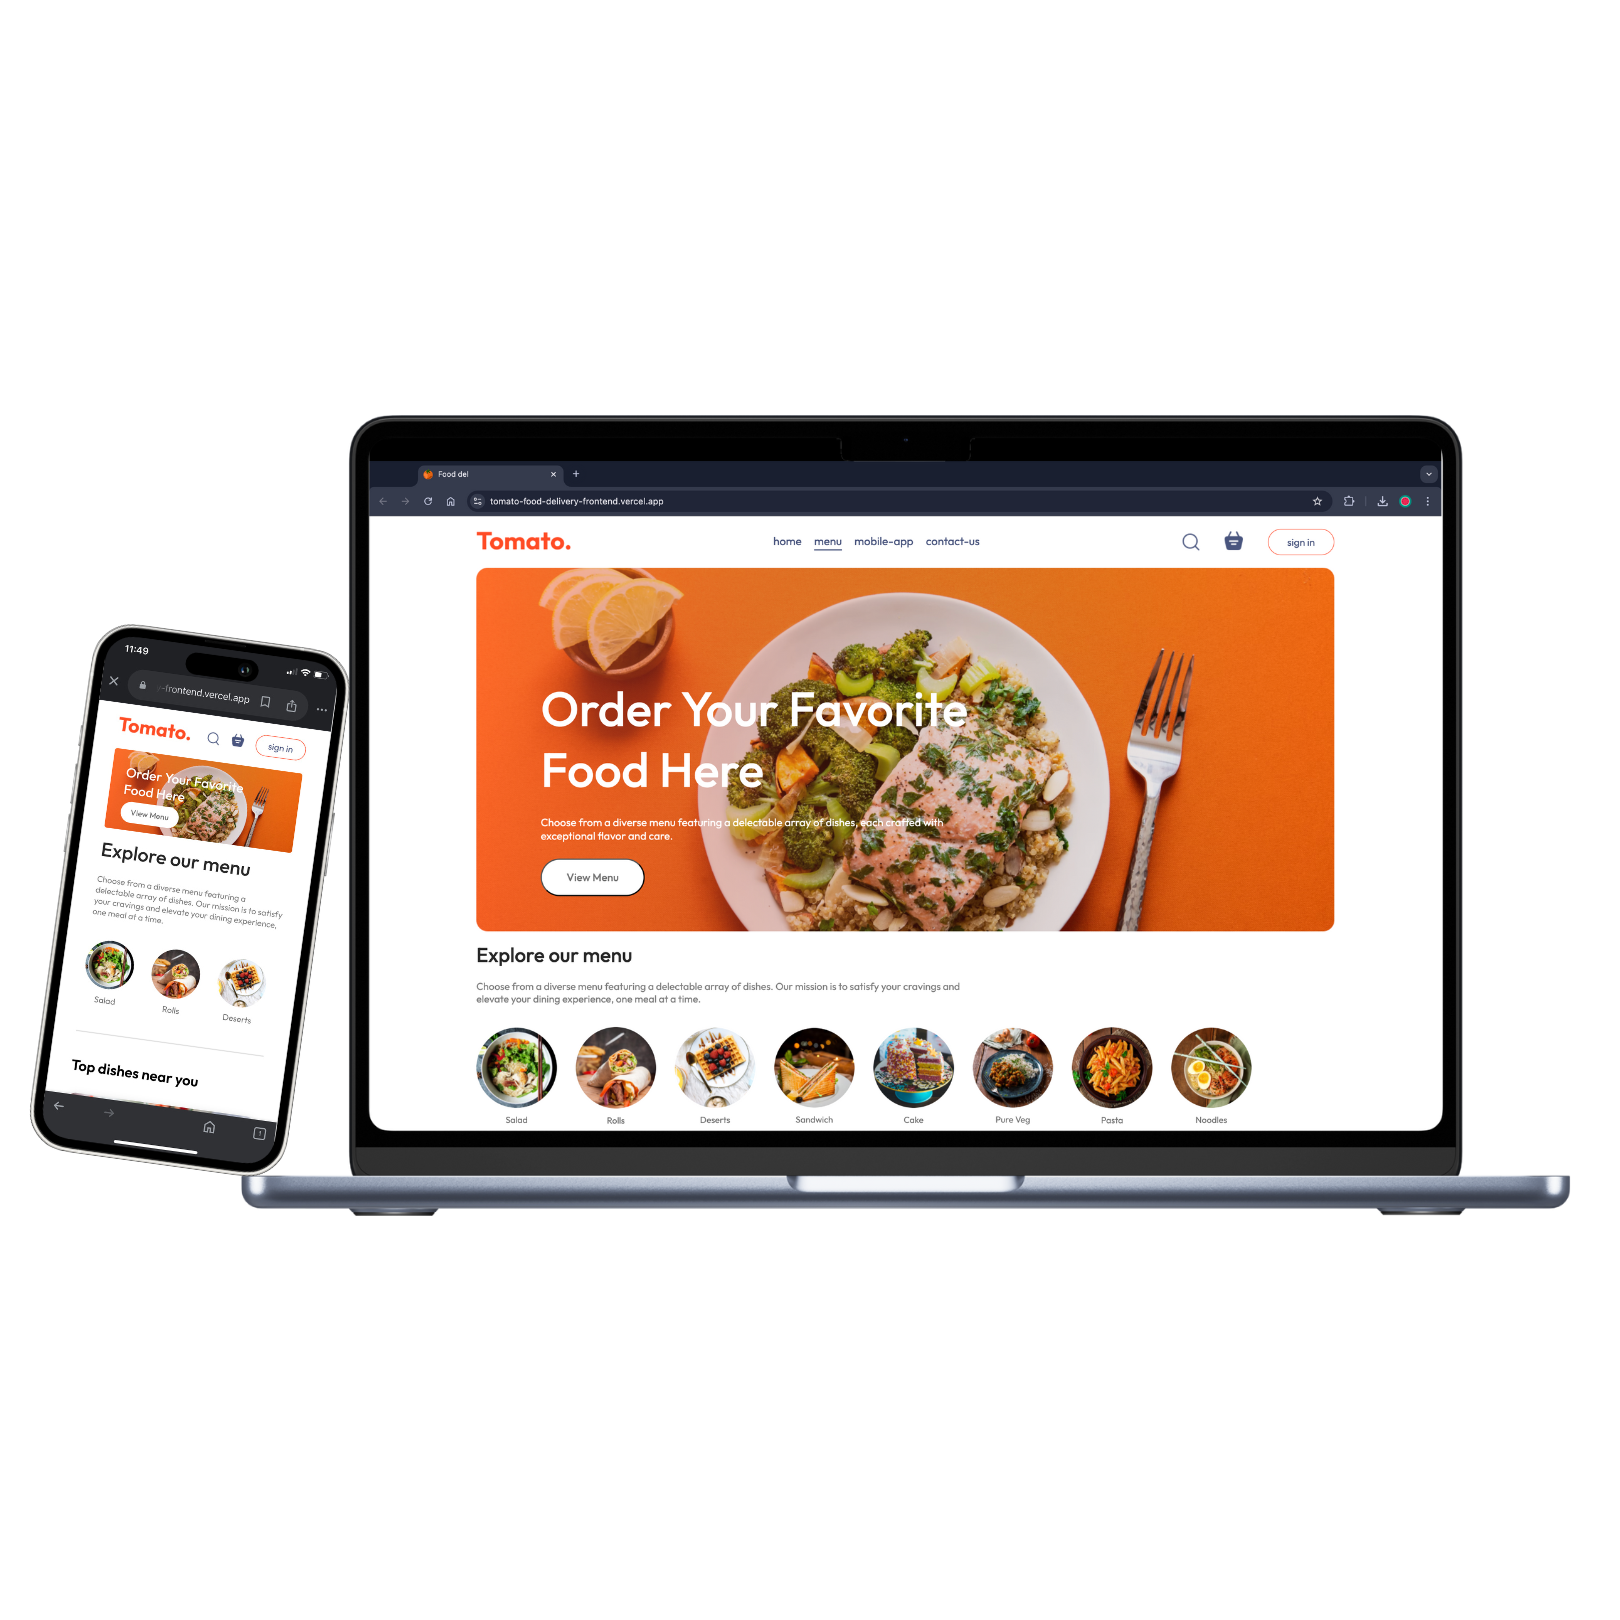 Food del
tomato-food-delivery-frontend.vercel.app
Tomato.
home menu mobile-app contact-us
sign in
Order Your Favorite
Food Here
Choose from a diverse menu featuring a delectable array of dishes, each crafted with
exceptional flavor and care.
View Menu
Explore our menu
Choose from a diverse menu featuring a delectable array of dishes. Our mission is to satisfy your cravings and
elevate your dining experience, one meal at a time.
Salad Rolls Deserts Sandwich Cake Pure Veg Pasta Noodles
11:49
-frontend.vercel.app
Tomato.
sign in
Order Your Favorite
Food Here
View Menu
Explore our menu
Choose from a diverse menu featuring a
delectable array of dishes. Our mission is to satisfy
your cravings and elevate your dining experience,
one meal at a time.
Salad Rolls Deserts
Top dishes near you
1